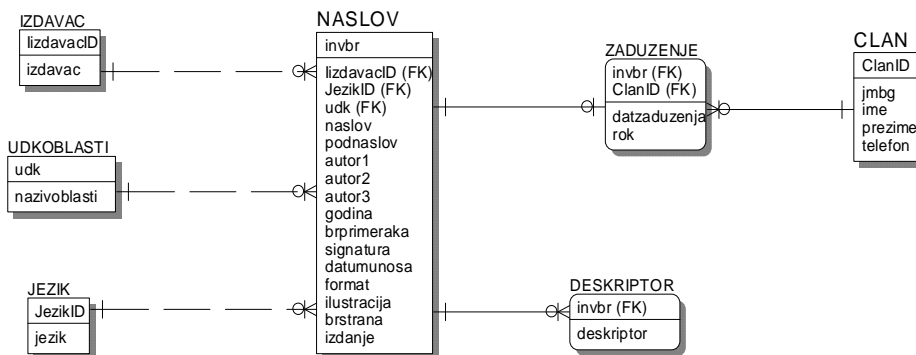 IZDAVAC
IizdavacID
izdavac
UDKOBLASTI
udk
nazivoblasti
JEZIK
JezikID
jezik
NASLOV
invbr
IizdavacID (FK)
JezikID (FK)
udk (FK)
naslov
podnaslov
autor1
autor2
autor3
godina
brprimeraka
signatura
datumunosa
format
ilustracija
brstrana
izdanje
ZADUZENJE
invbr (FK)
ClanID (FK)
datzaduzenja
rok
DESKRIPTOR
invbr (FK)
deskriptor
CLAN
ClanID
jmbg
ime
prezime
telefon